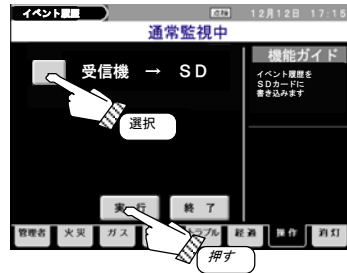 イベント履歴 点検 12月12日 17:15
通常監視中
受信機 → SD
機能ガイド
イベント履歴を
SDカードに
書き込みます
選択
実行 終了
管理者 火災 ガス トラブル 経過 操作 消灯
押す